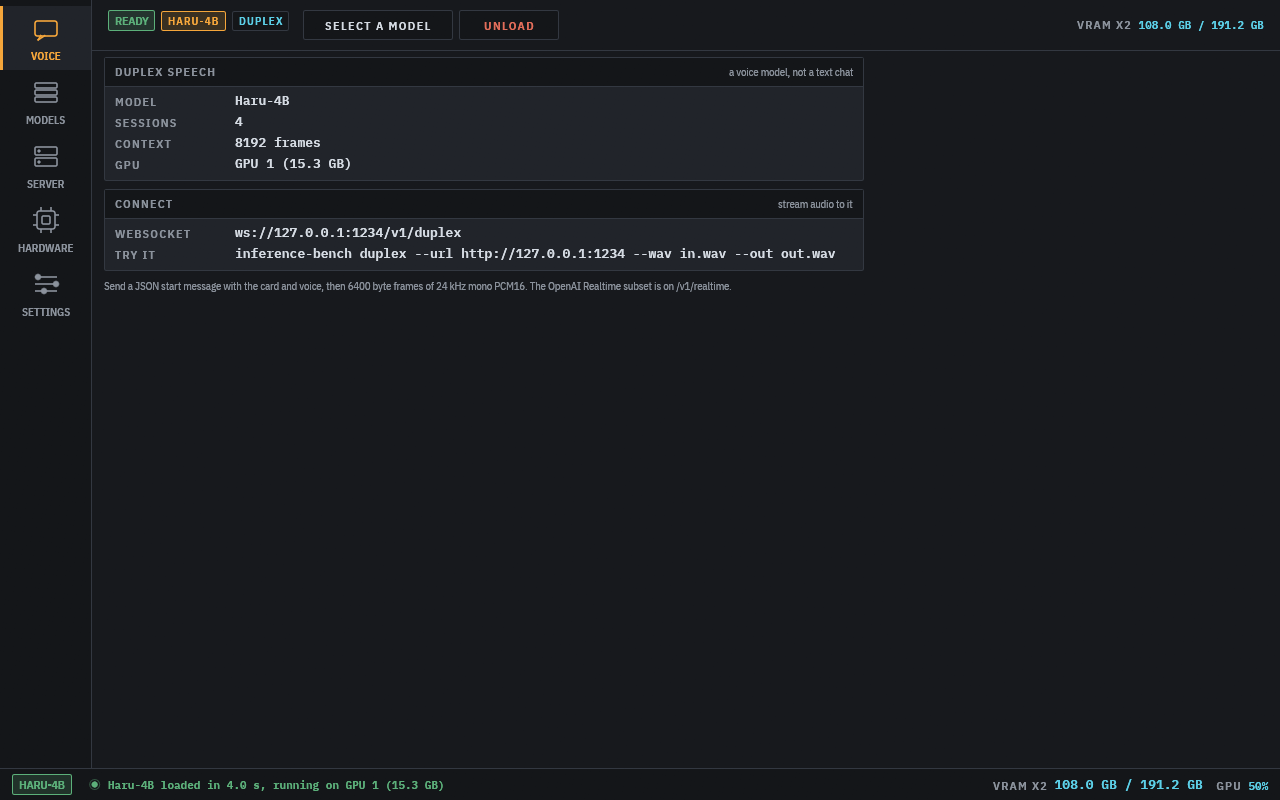 READY HARU-4B DUPLEX SELECT A MODEL UNLOAD VRAM X2 108.0 GB / 191.2 GB
VOICE
MODELS
SERVER
HARDWARE
SETTINGS
DUPLEX SPEECH a voice model, not a text chat
MODEL Haru-4B
SESSIONS 4
CONTEXT 8192 frames
GPU GPU 1 (15.3 GB)
CONNECT stream audio to it
WEBSOCKET ws://127.0.0.1:1234/v1/duplex
TRY IT inference-bench duplex --url http://127.0.0.1:1234 --wav in.wav --out out.wav
Send a JSON start message with the card and voice, then 6400 byte frames of 24 kHz mono PCM16. The OpenAI Realtime subset is on /v1/realtime.
HARU-4B Haru-4B loaded in 4.0 s, running on GPU 1 (15.3 GB) VRAM X2 108.0 GB / 191.2 GB GPU 50%